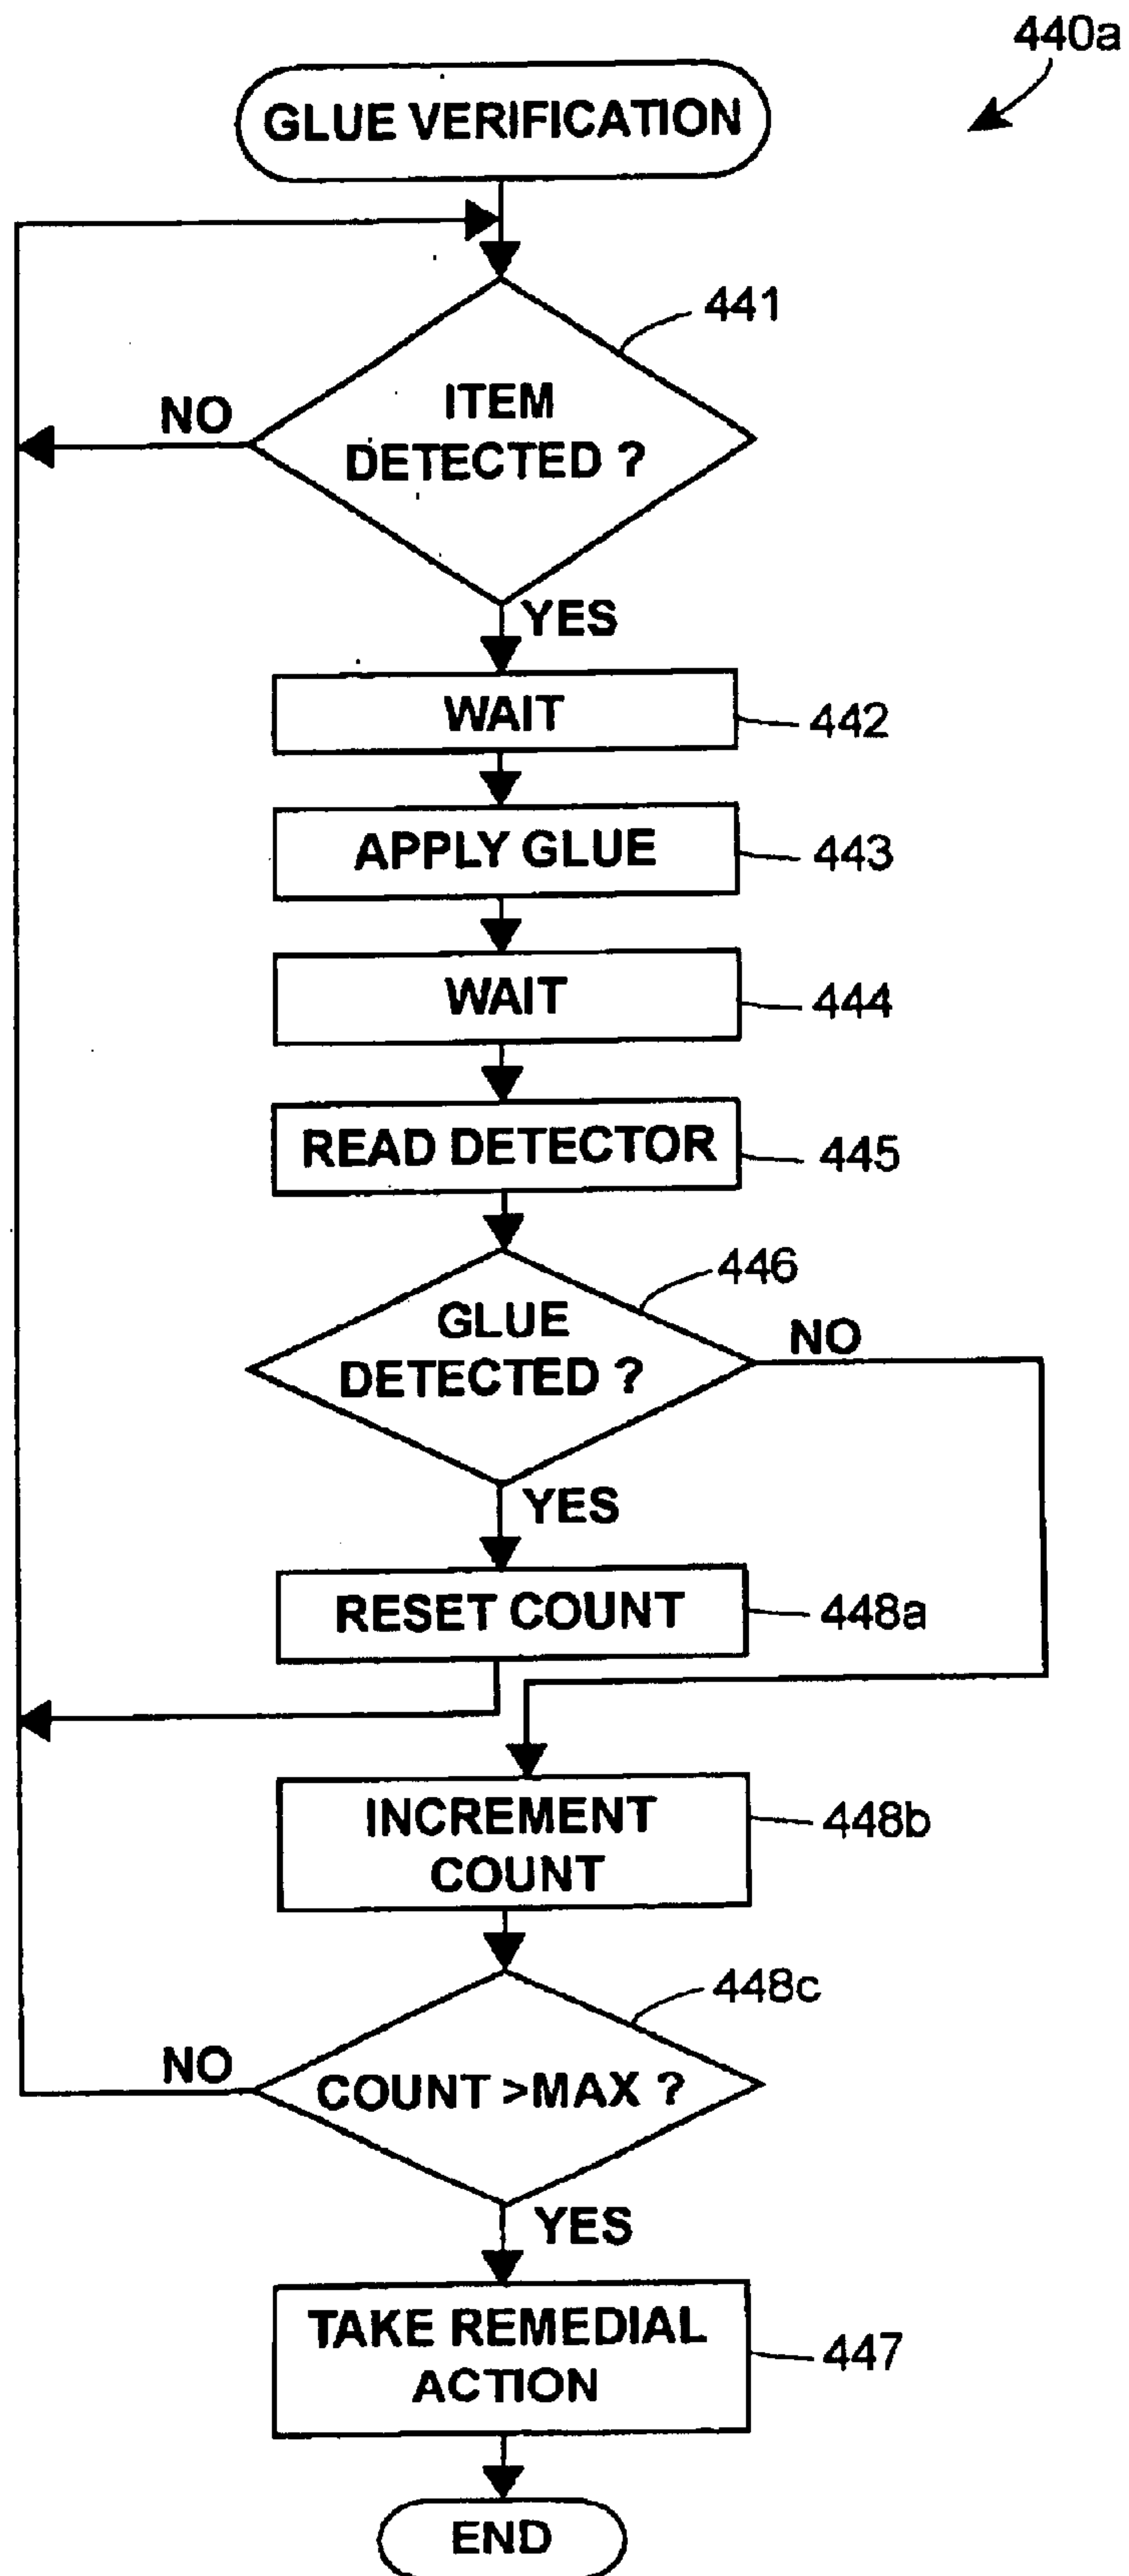 440a
GLUE VERIFICATION
441
ITEM
DETECTED ?
NO
YES
WAIT
442
APPLY GLUE
443
WAIT
444
READ DETECTOR
445
446
GLUE
DETECTED ?
NO
YES
RESET COUNT
448a
INCREMENT
COUNT
448b
448c
COUNT >MAX ?
NO
YES
TAKE REMEDIAL
ACTION
447
END